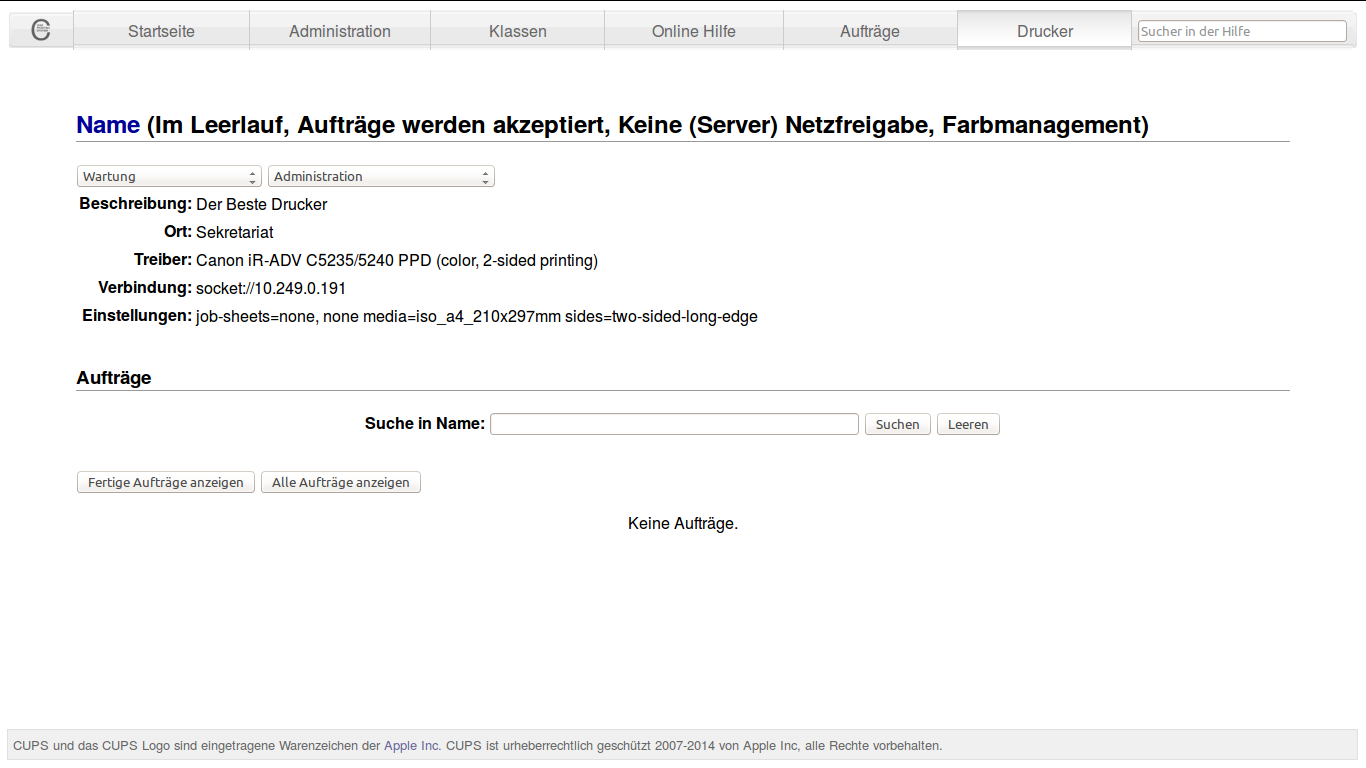 Startseite Administration Klassen Online Hilfe Aufträge Drucker Sucher in der Hilfe
Name (Im Leerlauf, Aufträge werden akzeptiert, Keine (Server) Netzfreigabe, Farbmanagement)
Wartung Administration
Beschreibung: Der Beste Drucker
Ort: Sekretariat
Treiber: Canon iR-ADV C5235/5240 PPD (color, 2-sided printing)
Verbindung: socket://10.249.0.191
Einstellungen: job-sheets=none, none media=iso_a4_210x297mm sides=two-sided-long-edge
Aufträge
Suche in Name: Suchen Leeren
Fertige Aufträge anzeigen Alle Aufträge anzeigen
Keine Aufträge.
CUPS und das CUPS Logo sind eingetragene Warenzeichen der Apple Inc. CUPS ist urheberrechtlich geschützt 2007-2014 von Apple Inc, alle Rechte vorbehalten.